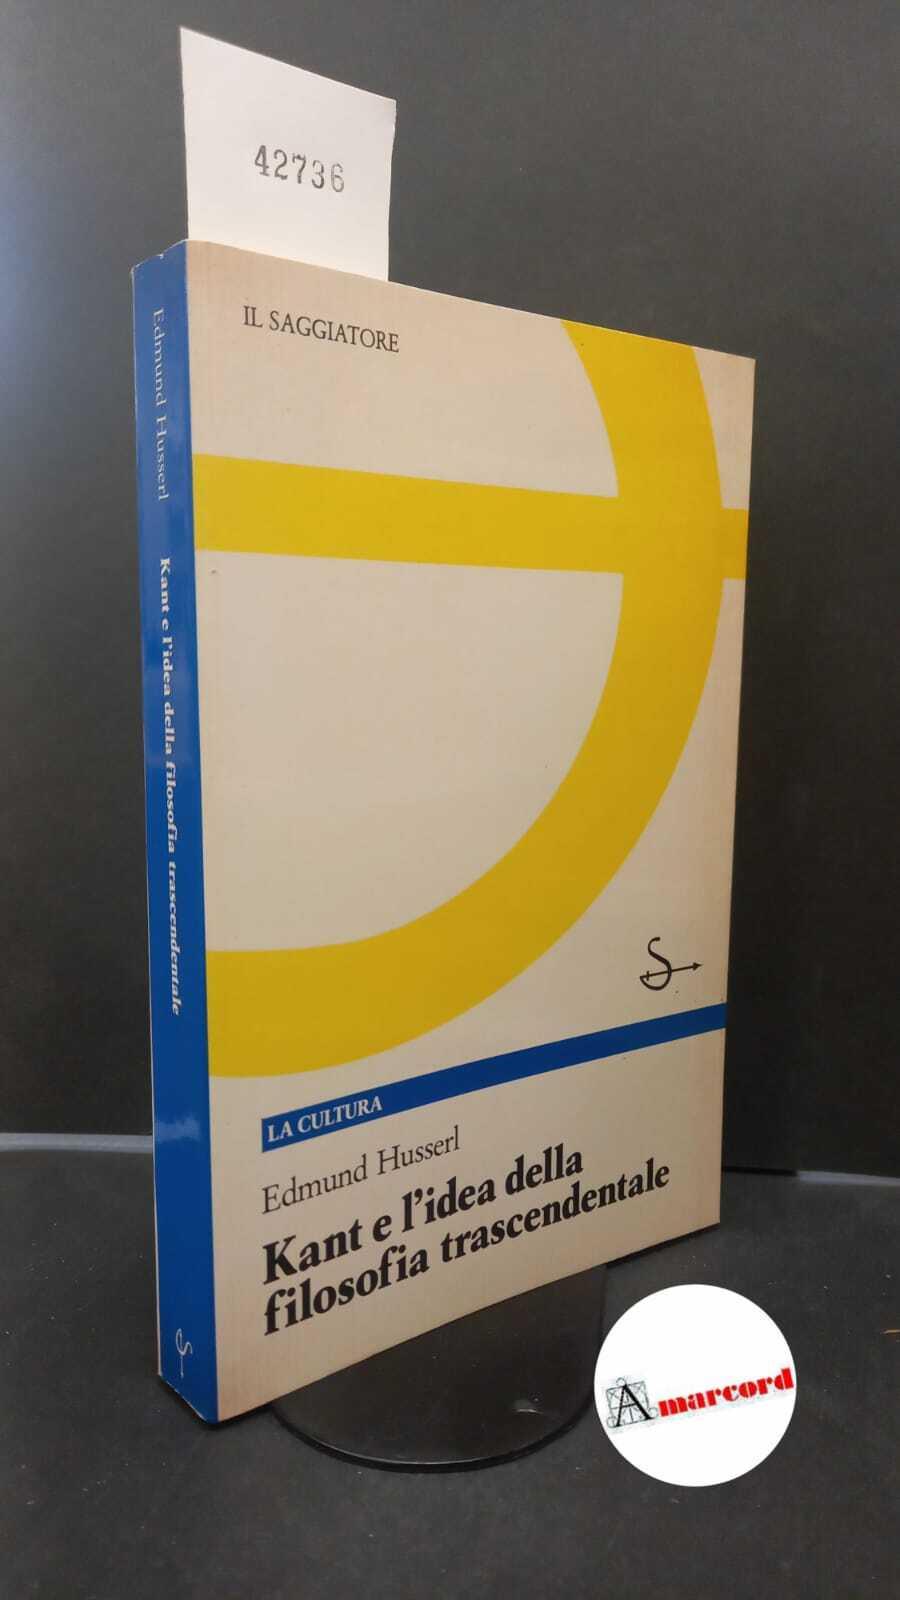 42736
IL SAGGIATORE
Edmund Husserl Kant e l'idea della filosofia trascendentale
S
LA CULTURA
Edmund Husserl
Kant e l'idea della
filosofia trascendentale
S
Amarcord